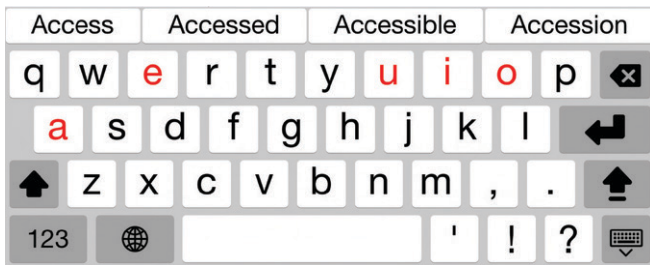 Access Accessed Accessible Accession
q w e r t y u i o p
a s d f g h j k l
z x c v b n m , .
123 ' ! ?